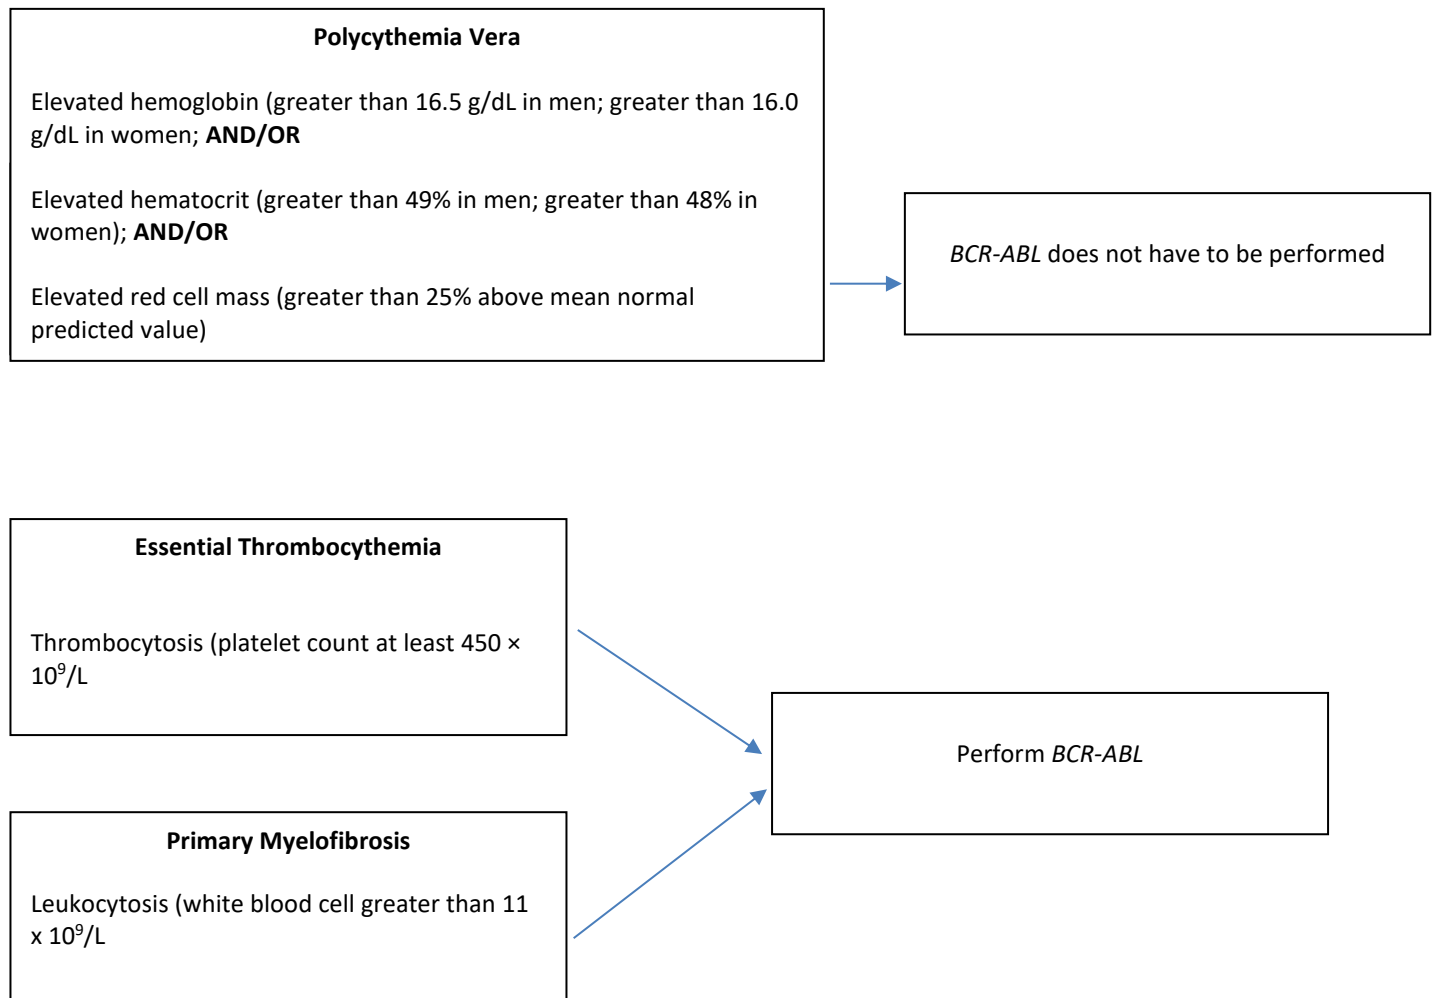 Polycythemia Vera
Elevated hemoglobin (greater than 16.5 g/dL in men; greater than 16.0
g/dL in women; AND/OR
Elevated hematocrit (greater than 49% in men; greater than 48% in
women); AND/OR
Elevated red cell mass (greater than 25% above mean normal
predicted value)
BCR-ABL does not have to be performed
Essential Thrombocythemia
Thrombocytosis (platelet count at least 450 ×
10⁹/L
Perform BCR-ABL
Primary Myelofibrosis
Leukocytosis (white blood cell greater than 11
x 10⁹/L